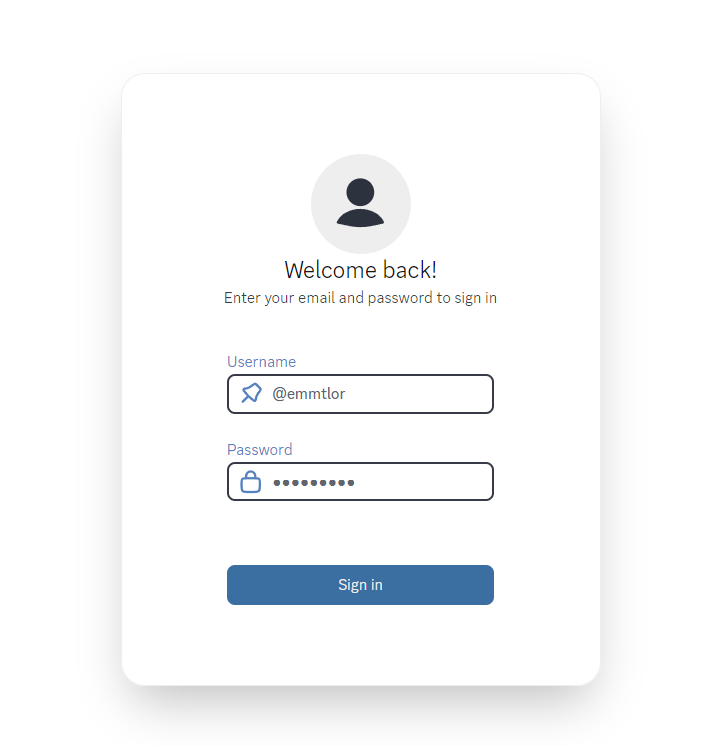 Welcome back!
Enter your email and password to sign in
Username
@emmtlor
Password
•••••••••
Sign in